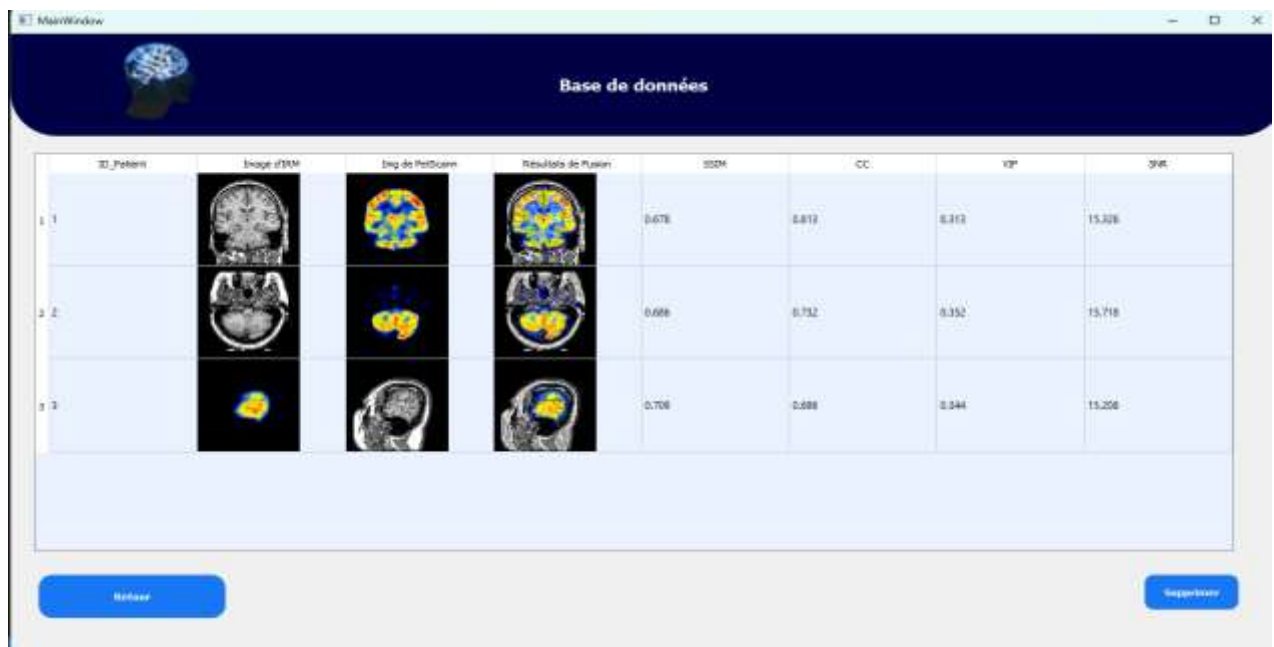 MainWindow
Base de données
ID_Patient Image d'IRM Img de PetScann Résultats de Fusion SSIM CC VIF SNR
1 1 0.678 0.813 0.313 15.326
2 2 0.686 0.732 0.352 15.718
3 3 0.709 0.688 0.344 15.208
Retour Supprimer